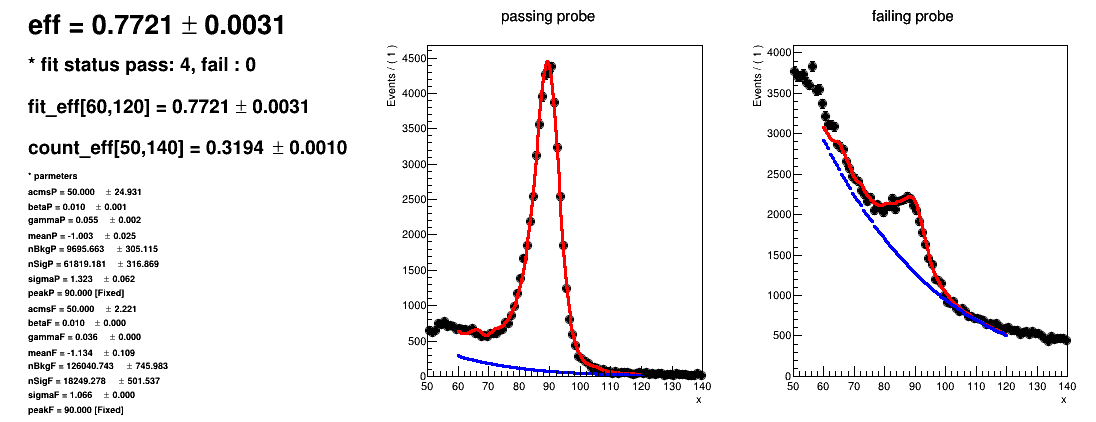 eff = 0.7721 ± 0.0031
* fit status pass: 4, fail : 0
fit_eff[60,120] = 0.7721 ± 0.0031
count_eff[50,140] = 0.3194 ± 0.0010
* parmeters
acmsP = 50.000 ± 24.931
betaP = 0.010 ± 0.001
gammaP = 0.055 ± 0.002
meanP = -1.003 ± 0.025
nBkgP = 9695.663 ± 305.115
nSigP = 61819.181 ± 316.869
sigmaP = 1.323 ± 0.062
peakP = 90.000 [Fixed]
acmsF = 50.000 ± 2.221
betaF = 0.010 ± 0.000
gammaF = 0.036 ± 0.000
meanF = -1.134 ± 0.109
nBkgF = 126040.743 ± 745.983
nSigF = 18249.278 ± 501.537
sigmaF = 1.066 ± 0.000
peakF = 90.000 [Fixed]
passing probe
Events / ( 1 )
4500
4000
3500
3000
2500
2000
1500
1000
500
0
50 60 70 80 90 100 110 120 130 140
x
failing probe
Events / ( 1 )
4000
3500
3000
2500
2000
1500
1000
500
0
50 60 70 80 90 100 110 120 130 140
x